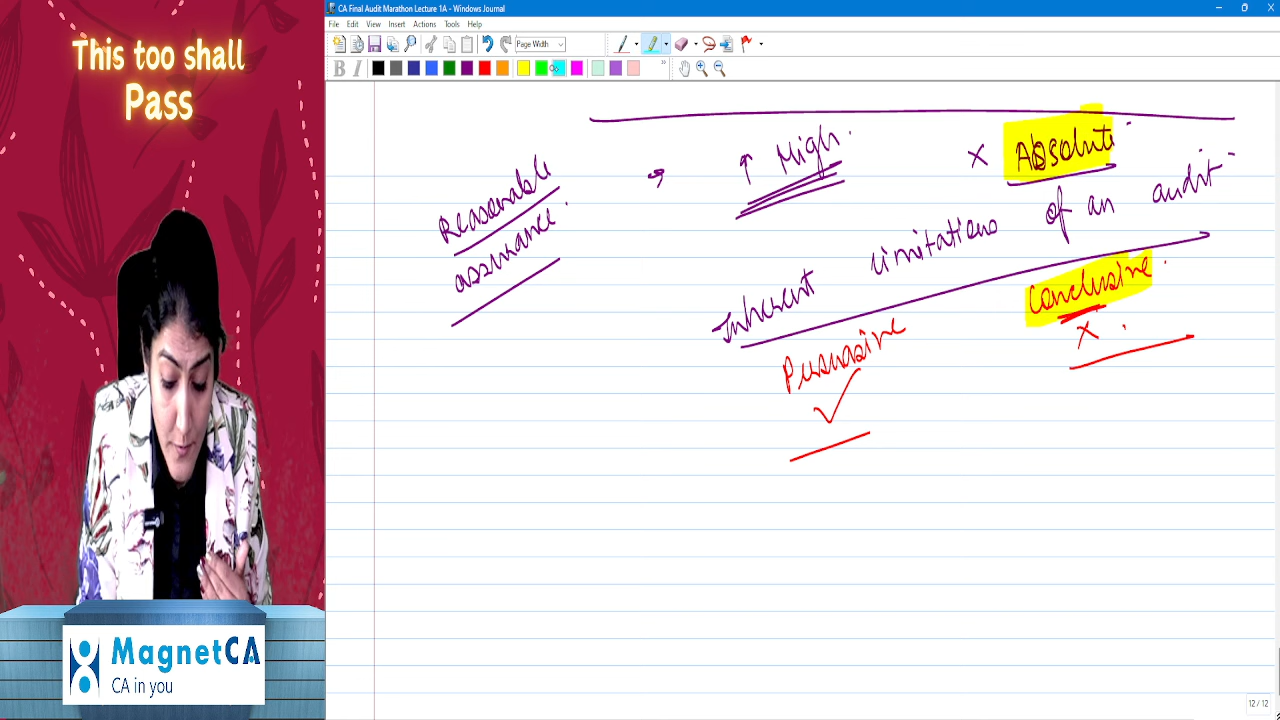 This too shall
Pass
CA Final Audit Marathon Lecture 1A - Windows Journal
File Edit View Insert Actions Tools Help
Page Width
B I
Reasonable
assurance.
↑ High.
× Absolute
Inherent limitations of an audit
Persuasive
✓
Conclusive.
×
MagnetCA
CA in you
12 / 12